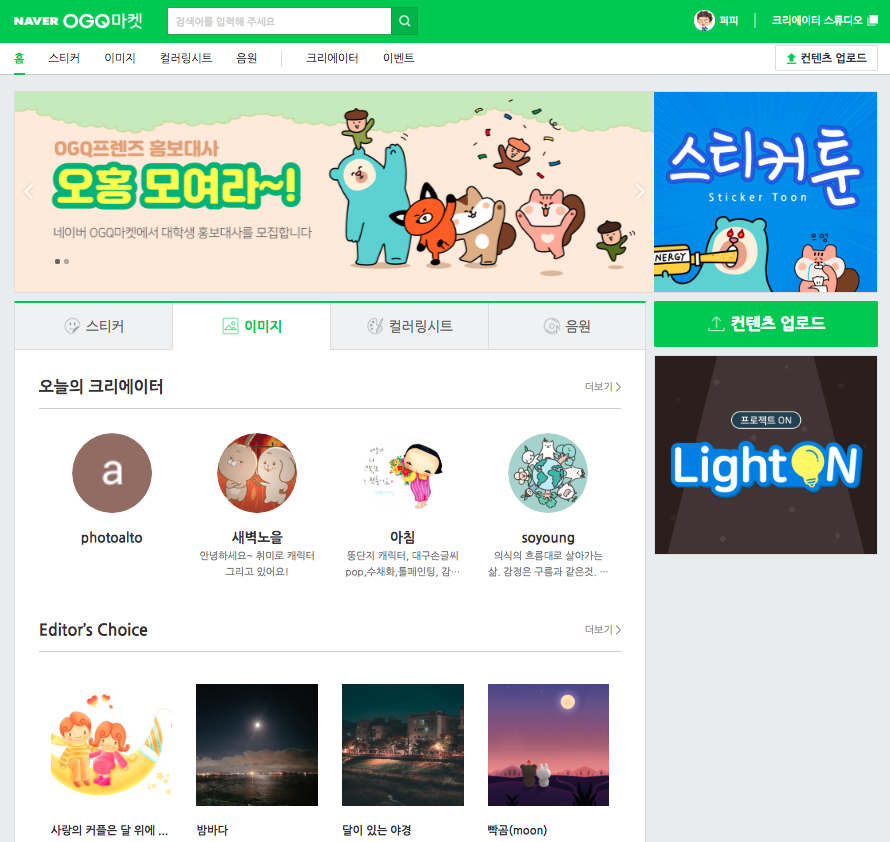 NAVER OGQ마켓
검색어를 입력해 주세요
퍼피
크리에이터 스튜디오
홈 스티커 이미지 컬러링시트 음원 크리에이터 이벤트
컨텐츠 업로드
OGQ프렌즈 홍보대사
오홍 모여라~!
네이버 OGQ마켓에서 대학생 홍보대사를 모집합니다
스티커툰
Sticker Toon
으엉
ENERGY
스티커
이미지
컬러링시트
음원
컨텐츠 업로드
오늘의 크리에이터
더보기
a
photoalto
새벽노을
안녕하세요~ 취미로 캐릭터
그리고 있어요!
아침
뚱단지 캐릭터, 대구손글씨
pop,수채화,톨페인팅, 감…
soyoung
의식의 흐름대로 살아가는
삶. 감정은 구름과 같은것. …
프로젝트 ON
LightON
Editor's Choice
더보기
사랑의 커플은 달 위에 ...
밤바다
달이 있는 야경
빡곰(moon)